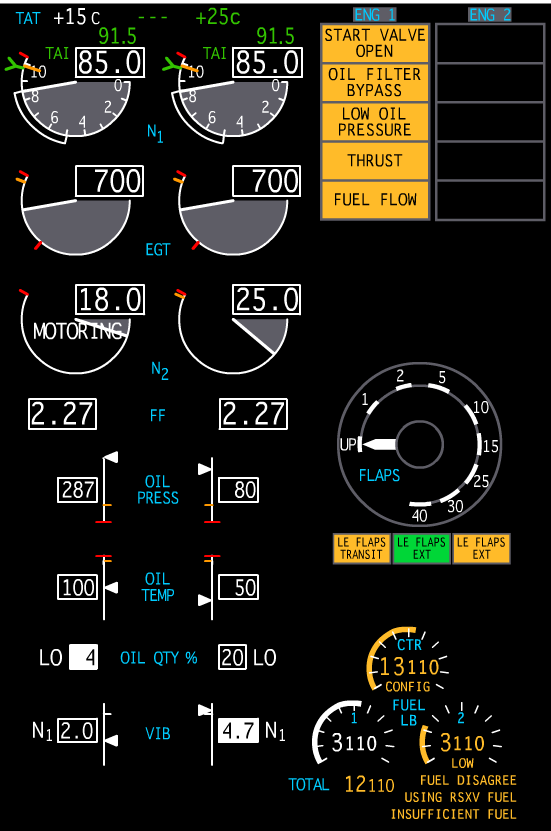 TAT +15C --- +25C
ENG 1 ENG 2
91.5 91.5
TAI 85.0 TAI 85.0
10 8 6 4 2 0
10 8 6 4 2 0
N1
START VALVE
OPEN
OIL FILTER
BYPASS
LOW OIL
PRESSURE
THRUST
FUEL FLOW
700 700
EGT
18.0 25.0
MOTORING
N2
2.27 FF 2.27
UP 1 2 5 10 15 25 30 40
FLAPS
287 OIL
PRESS 80
LE FLAPS
TRANSIT
LE FLAPS
EXT
LE FLAPS
EXT
100 OIL
TEMP 50
LO 4 OIL QTY % 20 LO
CTR
13110
CONFIG
FUEL
LB
N1 2.0 VIB 4.7 N1
1
3110
2
3110
LOW
TOTAL 12110
FUEL DISAGREE
USING RSXV FUEL
INSUFFICIENT FUEL